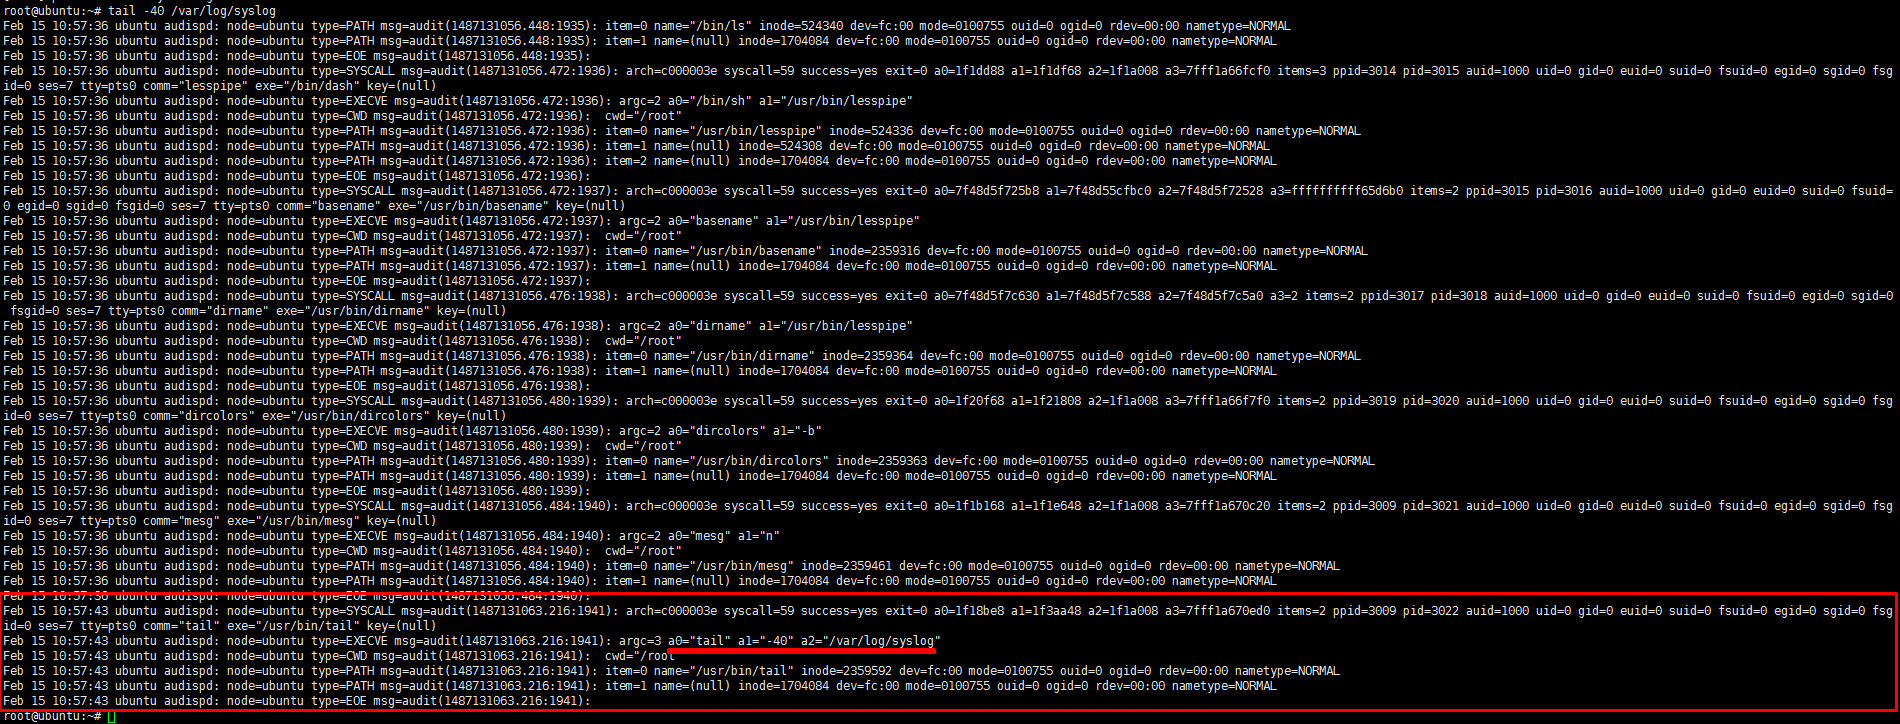 root@ubuntu:~# tail -40 /var/log/syslog
Feb 15 10:57:36 ubuntu audispd: node=ubuntu type=PATH msg=audit(1487131056.448:1935): item=0 name="/bin/ls" inode=524340 dev=fc:00 mode=0100755 ouid=0 ogid=0 rdev=00:00 nametype=NORMAL
Feb 15 10:57:36 ubuntu audispd: node=ubuntu type=PATH msg=audit(1487131056.448:1935): item=1 name=(null) inode=1704084 dev=fc:00 mode=0100755 ouid=0 ogid=0 rdev=00:00 nametype=NORMAL
Feb 15 10:57:36 ubuntu audispd: node=ubuntu type=EOE msg=audit(1487131056.448:1935):
Feb 15 10:57:36 ubuntu audispd: node=ubuntu type=SYSCALL msg=audit(1487131056.472:1936): arch=c000003e syscall=59 success=yes exit=0 a0=1f1dd88 a1=1f1df68 a2=1f1a008 a3=7fff1a66fcf0 items=3 ppid=3014 pid=3015 auid=1000 uid=0 gid=0 euid=0 suid=0 fsuid=0 egid=0 sgid=0 fsg
id=0 ses=7 tty=pts0 comm="lesspipe" exe="/bin/dash" key=(null)
Feb 15 10:57:36 ubuntu audispd: node=ubuntu type=EXECVE msg=audit(1487131056.472:1936): argc=2 a0="/bin/sh" a1="/usr/bin/lesspipe"
Feb 15 10:57:36 ubuntu audispd: node=ubuntu type=CWD msg=audit(1487131056.472:1936):  cwd="/root"
Feb 15 10:57:36 ubuntu audispd: node=ubuntu type=PATH msg=audit(1487131056.472:1936): item=0 name="/usr/bin/lesspipe" inode=524336 dev=fc:00 mode=0100755 ouid=0 ogid=0 rdev=00:00 nametype=NORMAL
Feb 15 10:57:36 ubuntu audispd: node=ubuntu type=PATH msg=audit(1487131056.472:1936): item=1 name=(null) inode=524308 dev=fc:00 mode=0100755 ouid=0 ogid=0 rdev=00:00 nametype=NORMAL
Feb 15 10:57:36 ubuntu audispd: node=ubuntu type=PATH msg=audit(1487131056.472:1936): item=2 name=(null) inode=1704084 dev=fc:00 mode=0100755 ouid=0 ogid=0 rdev=00:00 nametype=NORMAL
Feb 15 10:57:36 ubuntu audispd: node=ubuntu type=EOE msg=audit(1487131056.472:1936):
Feb 15 10:57:36 ubuntu audispd: node=ubuntu type=SYSCALL msg=audit(1487131056.472:1937): arch=c000003e syscall=59 success=yes exit=0 a0=7f48d5f725b8 a1=7f48d55cfbc0 a2=7f48d5f72528 a3=ffffffffff65d6b0 items=2 ppid=3015 pid=3016 auid=1000 uid=0 gid=0 euid=0 suid=0 fsuid=
0 egid=0 sgid=0 fsgid=0 ses=7 tty=pts0 comm="basename" exe="/usr/bin/basename" key=(null)
Feb 15 10:57:36 ubuntu audispd: node=ubuntu type=EXECVE msg=audit(1487131056.472:1937): argc=2 a0="basename" a1="/usr/bin/lesspipe"
Feb 15 10:57:36 ubuntu audispd: node=ubuntu type=CWD msg=audit(1487131056.472:1937):  cwd="/root"
Feb 15 10:57:36 ubuntu audispd: node=ubuntu type=PATH msg=audit(1487131056.472:1937): item=0 name="/usr/bin/basename" inode=2359316 dev=fc:00 mode=0100755 ouid=0 ogid=0 rdev=00:00 nametype=NORMAL
Feb 15 10:57:36 ubuntu audispd: node=ubuntu type=PATH msg=audit(1487131056.472:1937): item=1 name=(null) inode=1704084 dev=fc:00 mode=0100755 ouid=0 ogid=0 rdev=00:00 nametype=NORMAL
Feb 15 10:57:36 ubuntu audispd: node=ubuntu type=EOE msg=audit(1487131056.472:1937):
Feb 15 10:57:36 ubuntu audispd: node=ubuntu type=SYSCALL msg=audit(1487131056.476:1938): arch=c000003e syscall=59 success=yes exit=0 a0=7f48d5f7c630 a1=7f48d5f7c588 a2=7f48d5f7c5a0 a3=2 items=2 ppid=3017 pid=3018 auid=1000 uid=0 gid=0 euid=0 suid=0 fsuid=0 egid=0 sgid=0
 fsgid=0 ses=7 tty=pts0 comm="dirname" exe="/usr/bin/dirname" key=(null)
Feb 15 10:57:36 ubuntu audispd: node=ubuntu type=EXECVE msg=audit(1487131056.476:1938): argc=2 a0="dirname" a1="/usr/bin/lesspipe"
Feb 15 10:57:36 ubuntu audispd: node=ubuntu type=CWD msg=audit(1487131056.476:1938):  cwd="/root"
Feb 15 10:57:36 ubuntu audispd: node=ubuntu type=PATH msg=audit(1487131056.476:1938): item=0 name="/usr/bin/dirname" inode=2359364 dev=fc:00 mode=0100755 ouid=0 ogid=0 rdev=00:00 nametype=NORMAL
Feb 15 10:57:36 ubuntu audispd: node=ubuntu type=PATH msg=audit(1487131056.476:1938): item=1 name=(null) inode=1704084 dev=fc:00 mode=0100755 ouid=0 ogid=0 rdev=00:00 nametype=NORMAL
Feb 15 10:57:36 ubuntu audispd: node=ubuntu type=EOE msg=audit(1487131056.476:1938):
Feb 15 10:57:36 ubuntu audispd: node=ubuntu type=SYSCALL msg=audit(1487131056.480:1939): arch=c000003e syscall=59 success=yes exit=0 a0=1f20f68 a1=1f21808 a2=1f1a008 a3=7fff1a66f7f0 items=2 ppid=3019 pid=3020 auid=1000 uid=0 gid=0 euid=0 suid=0 fsuid=0 egid=0 sgid=0 fsg
id=0 ses=7 tty=pts0 comm="dircolors" exe="/usr/bin/dircolors" key=(null)
Feb 15 10:57:36 ubuntu audispd: node=ubuntu type=EXECVE msg=audit(1487131056.480:1939): argc=2 a0="dircolors" a1="-b"
Feb 15 10:57:36 ubuntu audispd: node=ubuntu type=CWD msg=audit(1487131056.480:1939):  cwd="/root"
Feb 15 10:57:36 ubuntu audispd: node=ubuntu type=PATH msg=audit(1487131056.480:1939): item=0 name="/usr/bin/dircolors" inode=2359363 dev=fc:00 mode=0100755 ouid=0 ogid=0 rdev=00:00 nametype=NORMAL
Feb 15 10:57:36 ubuntu audispd: node=ubuntu type=PATH msg=audit(1487131056.480:1939): item=1 name=(null) inode=1704084 dev=fc:00 mode=0100755 ouid=0 ogid=0 rdev=00:00 nametype=NORMAL
Feb 15 10:57:36 ubuntu audispd: node=ubuntu type=EOE msg=audit(1487131056.480:1939):
Feb 15 10:57:36 ubuntu audispd: node=ubuntu type=SYSCALL msg=audit(1487131056.484:1940): arch=c000003e syscall=59 success=yes exit=0 a0=1f1b168 a1=1f1e648 a2=1f1a008 a3=7fff1a670c20 items=2 ppid=3009 pid=3021 auid=1000 uid=0 gid=0 euid=0 suid=0 fsuid=0 egid=0 sgid=0 fsg
id=0 ses=7 tty=pts0 comm="mesg" exe="/usr/bin/mesg" key=(null)
Feb 15 10:57:36 ubuntu audispd: node=ubuntu type=EXECVE msg=audit(1487131056.484:1940): argc=2 a0="mesg" a1="n"
Feb 15 10:57:36 ubuntu audispd: node=ubuntu type=CWD msg=audit(1487131056.484:1940):  cwd="/root"
Feb 15 10:57:36 ubuntu audispd: node=ubuntu type=PATH msg=audit(1487131056.484:1940): item=0 name="/usr/bin/mesg" inode=2359461 dev=fc:00 mode=0100755 ouid=0 ogid=0 rdev=00:00 nametype=NORMAL
Feb 15 10:57:36 ubuntu audispd: node=ubuntu type=PATH msg=audit(1487131056.484:1940): item=1 name=(null) inode=1704084 dev=fc:00 mode=0100755 ouid=0 ogid=0 rdev=00:00 nametype=NORMAL
Feb 15 10:57:36 ubuntu audispd: node=ubuntu type=EOE msg=audit(1487131056.484:1940):
Feb 15 10:57:43 ubuntu audispd: node=ubuntu type=SYSCALL msg=audit(1487131063.216:1941): arch=c000003e syscall=59 success=yes exit=0 a0=1f18be8 a1=1f3aa48 a2=1f1a008 a3=7fff1a670ed0 items=2 ppid=3009 pid=3022 auid=1000 uid=0 gid=0 euid=0 suid=0 fsuid=0 egid=0 sgid=0 fsg
id=0 ses=7 tty=pts0 comm="tail" exe="/usr/bin/tail" key=(null)
Feb 15 10:57:43 ubuntu audispd: node=ubuntu type=EXECVE msg=audit(1487131063.216:1941): argc=3 a0="tail" a1="-40" a2="/var/log/syslog"
Feb 15 10:57:43 ubuntu audispd: node=ubuntu type=CWD msg=audit(1487131063.216:1941):  cwd="/root
Feb 15 10:57:43 ubuntu audispd: node=ubuntu type=PATH msg=audit(1487131063.216:1941): item=0 name="/usr/bin/tail" inode=2359592 dev=fc:00 mode=0100755 ouid=0 ogid=0 rdev=00:00 nametype=NORMAL
Feb 15 10:57:43 ubuntu audispd: node=ubuntu type=PATH msg=audit(1487131063.216:1941): item=1 name=(null) inode=1704084 dev=fc:00 mode=0100755 ouid=0 ogid=0 rdev=00:00 nametype=NORMAL
Feb 15 10:57:43 ubuntu audispd: node=ubuntu type=EOE msg=audit(1487131063.216:1941):
root@ubuntu:~#